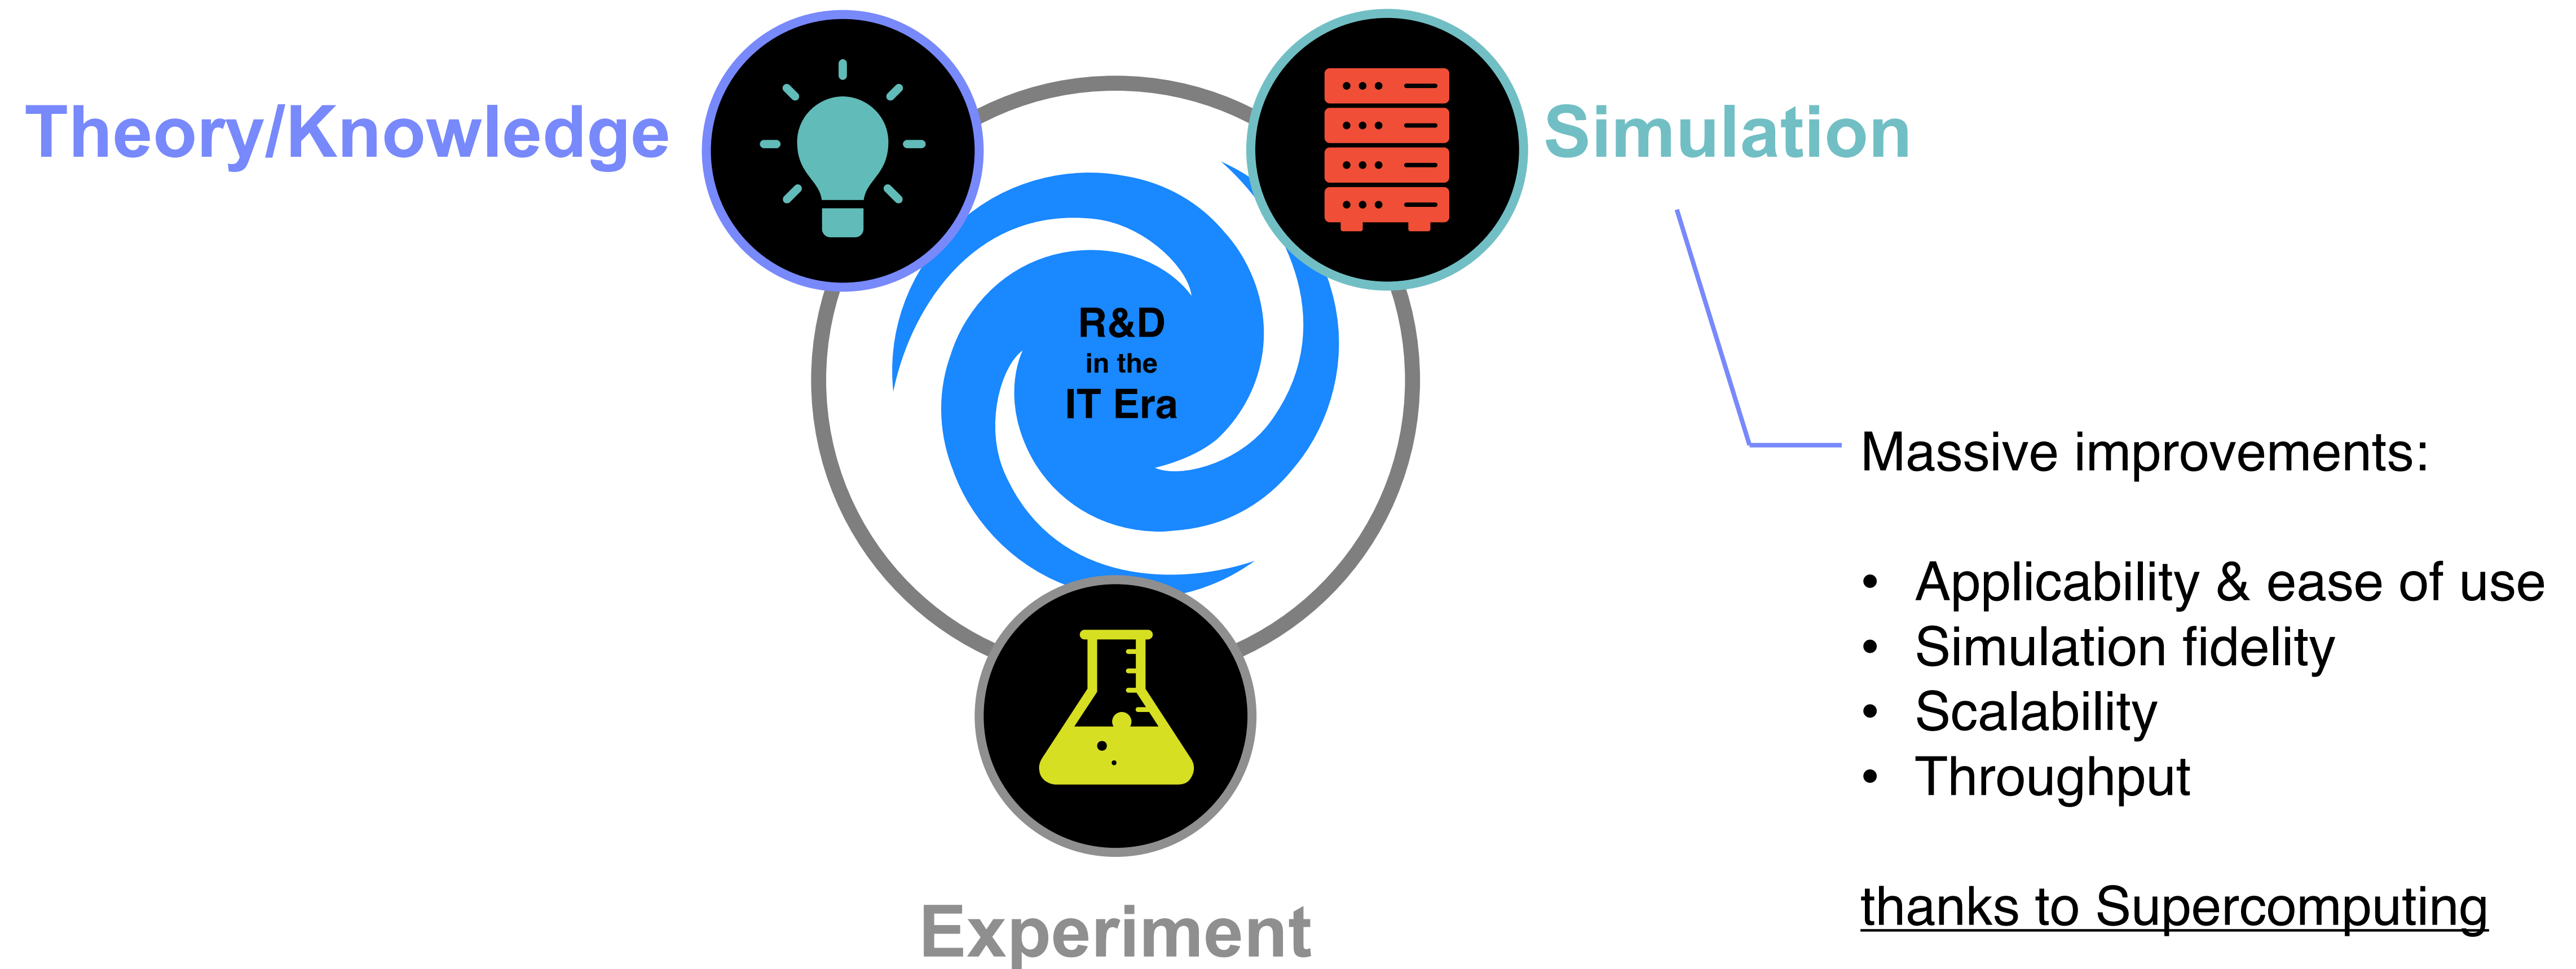 Theory/Knowledge
Simulation
R&D
in the
IT Era
Massive improvements:
• Applicability & ease of use
• Simulation fidelity
• Scalability
• Throughput
thanks to Supercomputing
Experiment